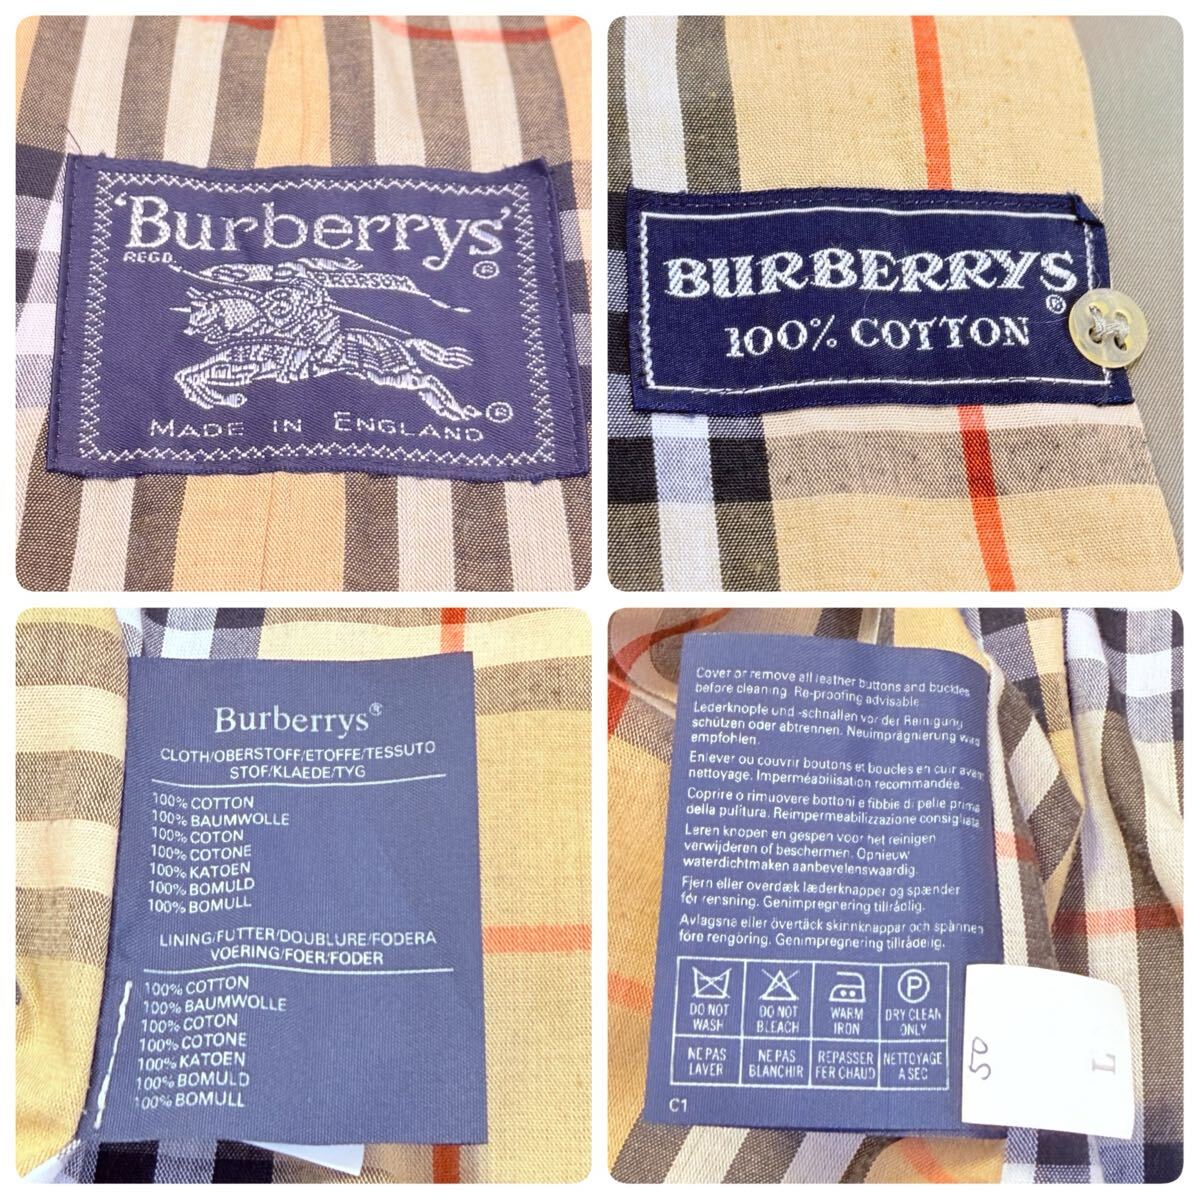 'Burberrys'
REGD.
®
PRORSUM
®
MADE IN ENGLAND
BURBERRYS
®
100% COTTON
Burberrys®
CLOTH/OBERSTOFF/ETOFFE/TESSUTO
STOF/KLAEDE/TYG
100% COTTON
100% BAUMWOLLE
100% COTON
100% COTONE
100% KATOEN
100% BOMULD
100% BOMULL
LINING/FUTTER/DOUBLURE/FODERA
VOERING/FOER/FODER
100% COTTON
100% BAUMWOLLE
100% COTON
100% COTONE
100% KATOEN
100% BOMULD
100% BOMULL
Cover or remove all leather buttons and buckles
before cleaning. Re-proofing advisable.
Lederknopfe und -schnallen vor der Reinigung
schützen oder abtrennen. Neuimprägnierung wird
empfohlen.
Enlever ou couvrir boutons et boucles en cuir avant
nettoyage. Imperméabilisation recommandée.
Coprire o rimuovere bottoni e fibbie di pelle prima
della pulitura. Reimpermeabilizzazione consigliata.
Leren knopen en gespen voor het reinigen
verwijderen of beschermen. Opnieuw
waterdichtmaken aanbevelenswaardig.
Fjern eller overdæk læderknapper og spænder
för rensning. Genimpregnering tillrådlig.
Avlagsna eller övertäck skinnknappar och spännen
före rengöring. Genimpregnering tillrådelig.
DO NOT
WASH
DO NOT
BLEACH
WARM
IRON
P
DRY CLEAN
ONLY
NE PAS
LAVER
NE PAS
BLANCHIR
REPASSER
FER CHAUD
NETTOYAGE
A SEC
C1
50
L